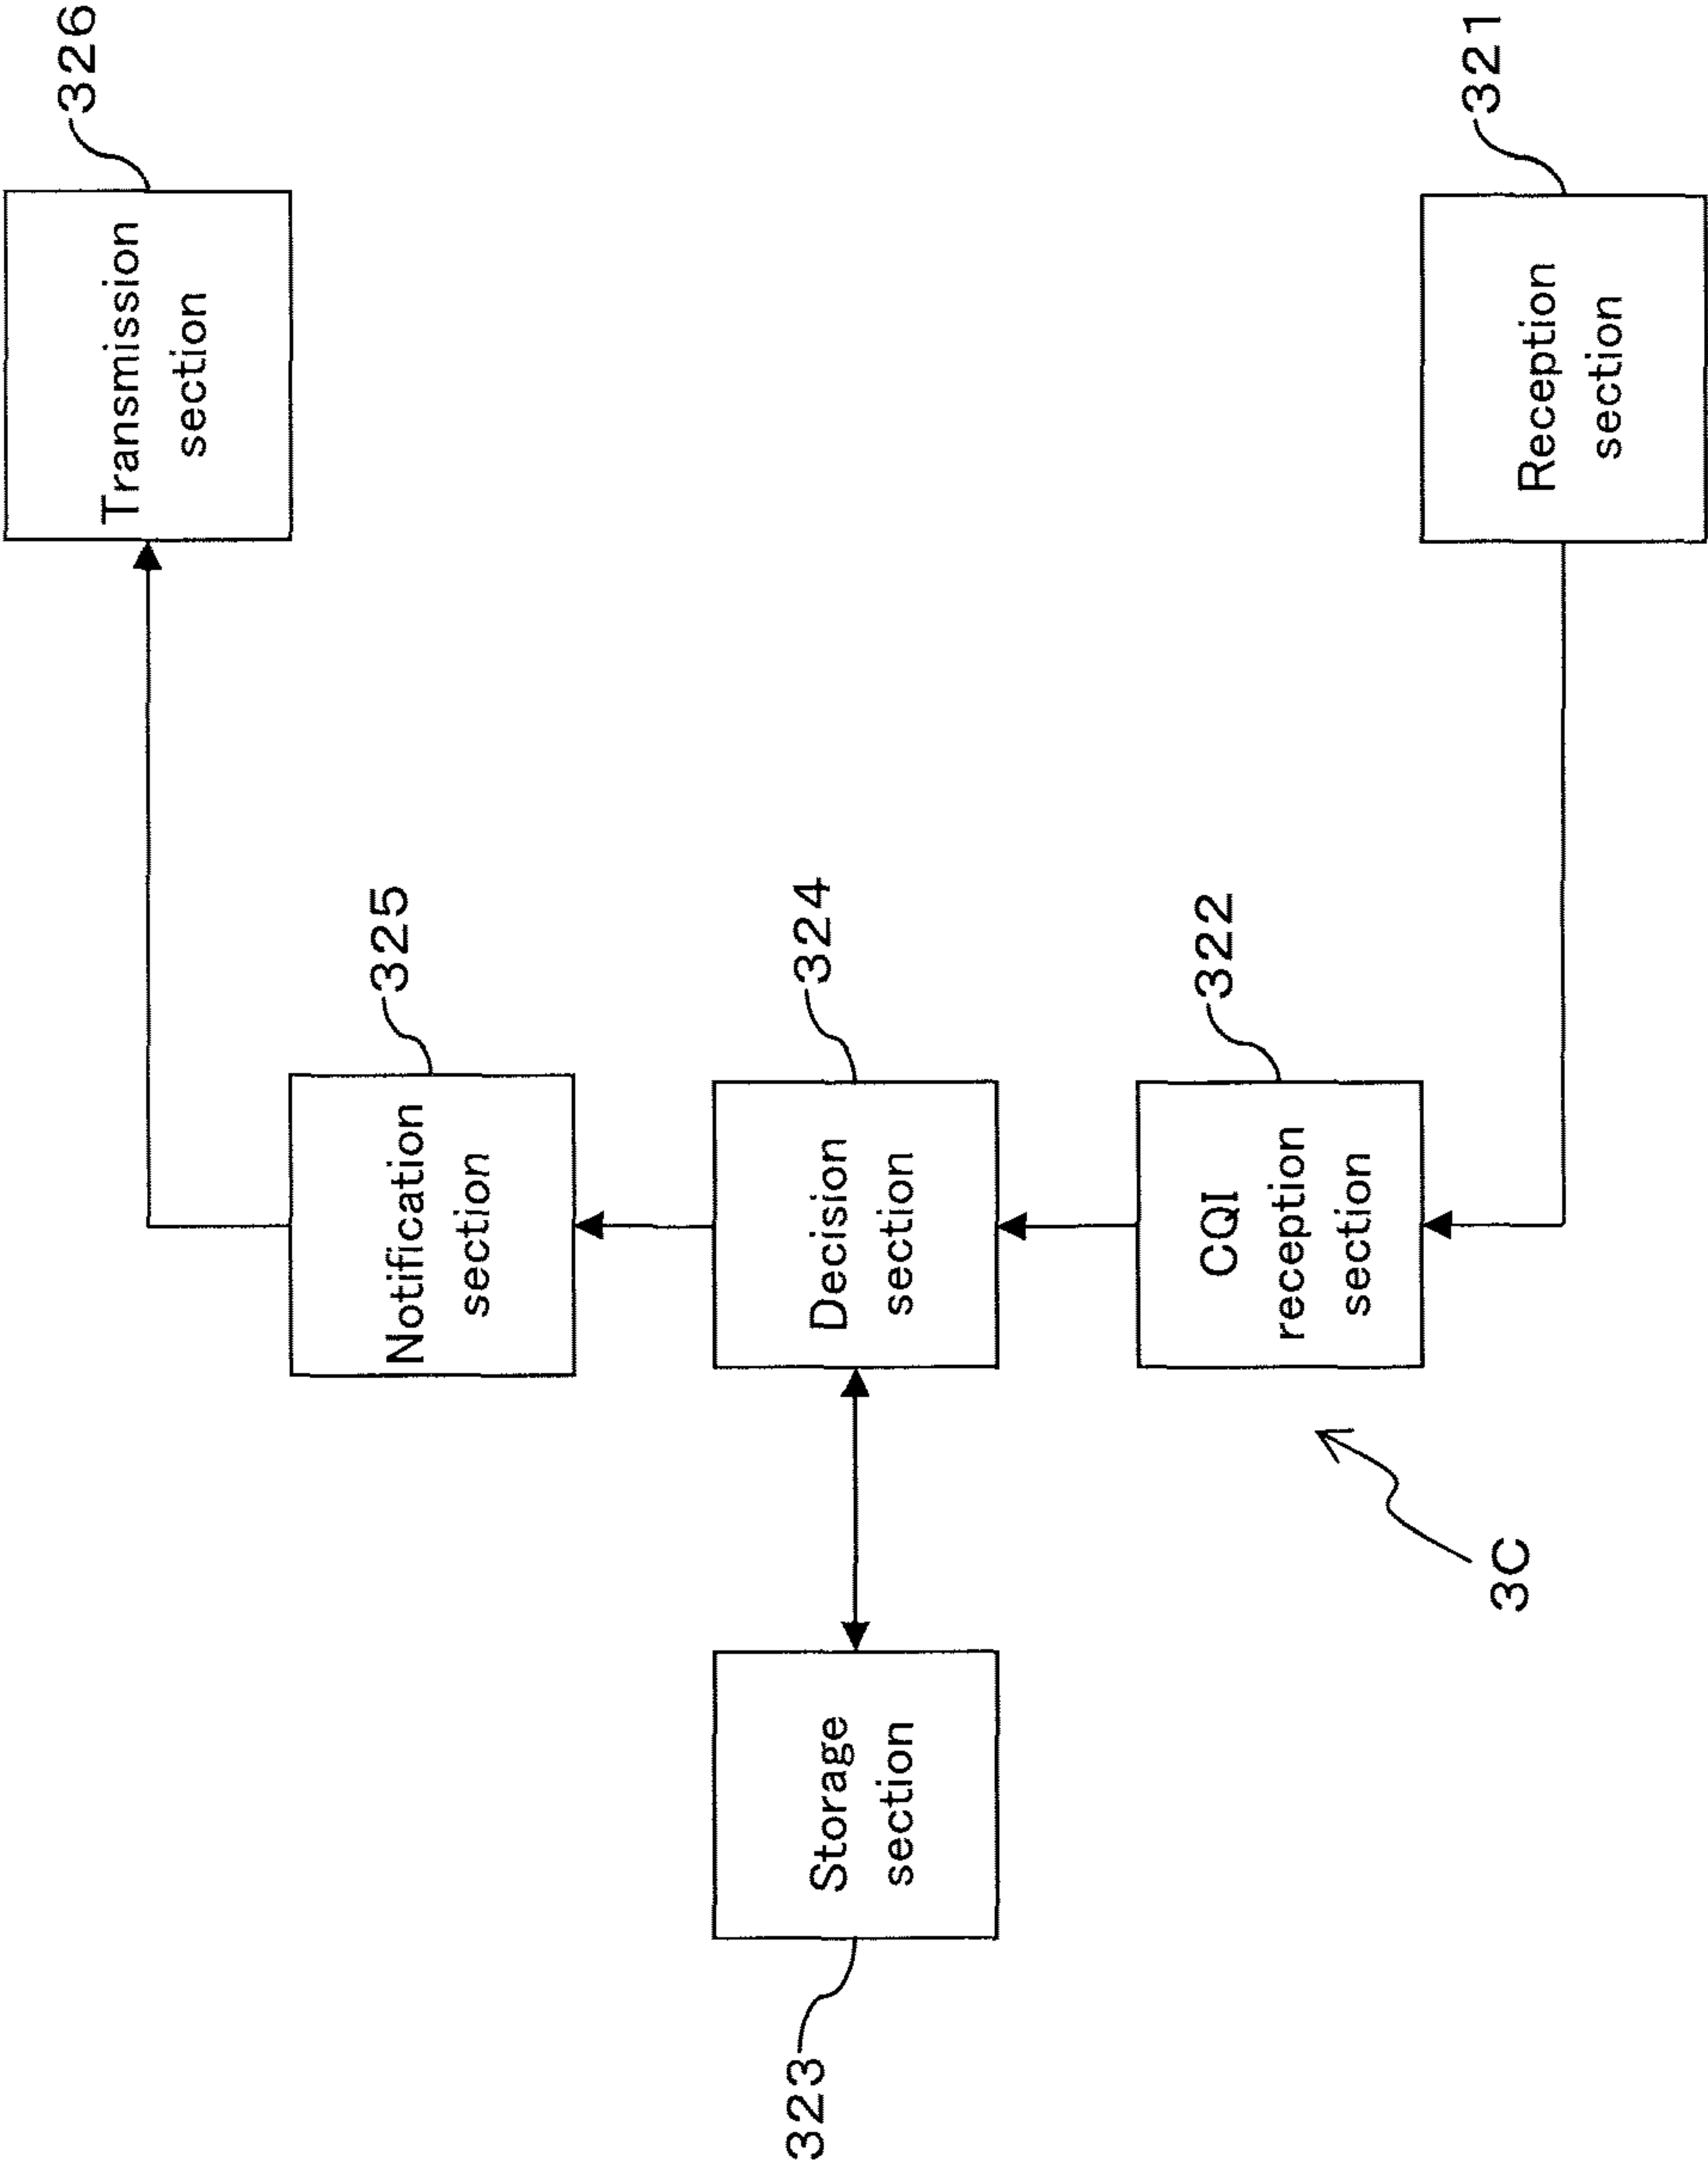 326
Transmission
section
321
Reception
section
325
Notification
section
324
Decision
section
322
CQI
reception
section
3C
Storage
section
323